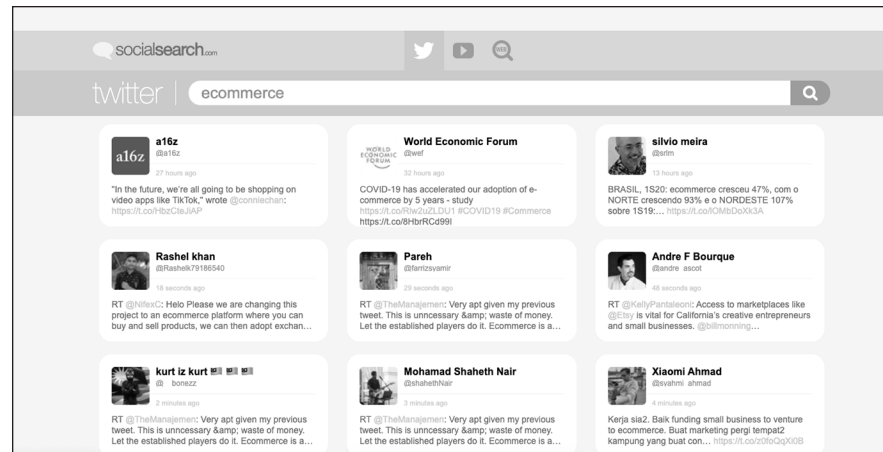 socialsearch.com
WEB
twitter
ecommerce
a16z
a16z
@a16z
27 hours ago
"In the future, we're all going to be shopping on
video apps like TikTok," wrote @conniechan:
https://t.co/HbzCteJIAP
WORLD
ECONOMIC
FORUM
World Economic Forum
@wef
32 hours ago
COVID-19 has accelerated our adoption of e-
commerce by 5 years - study
https://t.co/Rlw2uZLDU1 #COVID19 #Commerce
https://t.co/8HbrRCd99I
silvio meira
@srlm
13 hours ago
BRASIL, 1S20: ecommerce cresceu 47%, com o
NORTE crescendo 93% e o NORDESTE 107%
sobre 1S19:... https://t.co/lOMbDoXk3A
Rashel khan
@Rashelk79186540
18 seconds ago
RT @NifexC: Helo Please we are changing this
project to an ecommerce platform where you can
buy and sell products, we can then adopt exchan...
Pareh
@farrizsvamir
29 seconds ago
RT @TheManajemen: Very apt given my previous
tweet. This is unncessary &amp; waste of money.
Let the established players do it. Ecommerce is a...
Andre F Bourque
@andre ascot
48 seconds ago
RT @KellyPantaleoni: Access to marketplaces like
@Etsy is vital for California's creative entrepreneurs
and small businesses. @billmonning...
kurt iz kurt
@ bonezz
2 minutes ago
RT @TheManajemen: Very apt given my previous
tweet. This is unncessary &amp; waste of money.
Let the established players do it. Ecommerce is a...
Mohamad Shaheth Nair
@shahethNair
3 minutes ago
RT @TheManajemen: Very apt given my previous
tweet. This is unncessary &amp; waste of money.
Let the established players do it. Ecommerce is a...
Xiaomi Ahmad
@syahmi ahmad
4 minutes ago
Kerja sia2. Baik funding small business to venture
to ecommerce. Buat marketing pergi tempat2
kampung yang buat con... https://t.co/z0foQqXi0B